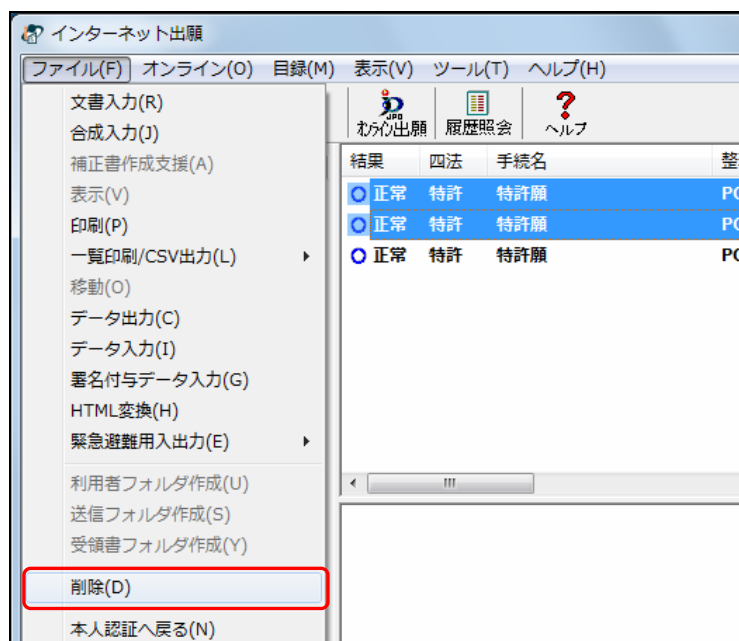 インターネット出願
ファイル(F) オンライン(O) 目録(M) 表示(V) ツール(T) ヘルプ(H)
文書入力(R)
合成入力(J)
補正書作成支援(A)
表示(V)
印刷(P)
一覧印刷/CSV出力(L)
移動(O)
データ出力(C)
データ入力(I)
署名付与データ入力(G)
HTML変換(H)
緊急避難用入出力(E)
利用者フォルダ作成(U)
送信フォルダ作成(S)
受領書フォルダ作成(Y)
削除(D)
本人認証へ戻る(N)
JPO
オンライン出願 履歴照会 ヘルプ
結果 四法 手続名 整
正常 特許 特許願 PO
正常 特許 特許願 PO
正常 特許 特許願 PO